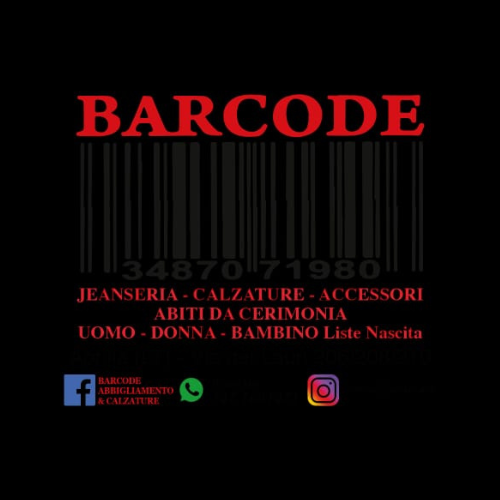 BARCODE
34870 71980
JEANSERIA - CALZATURE - ACCESSORI
ABITI DA CERIMONIA
UOMO - DONNA - BAMBINO Liste Nascita
BARCODE
ABBIGLIAMENTO
& CALZATURE